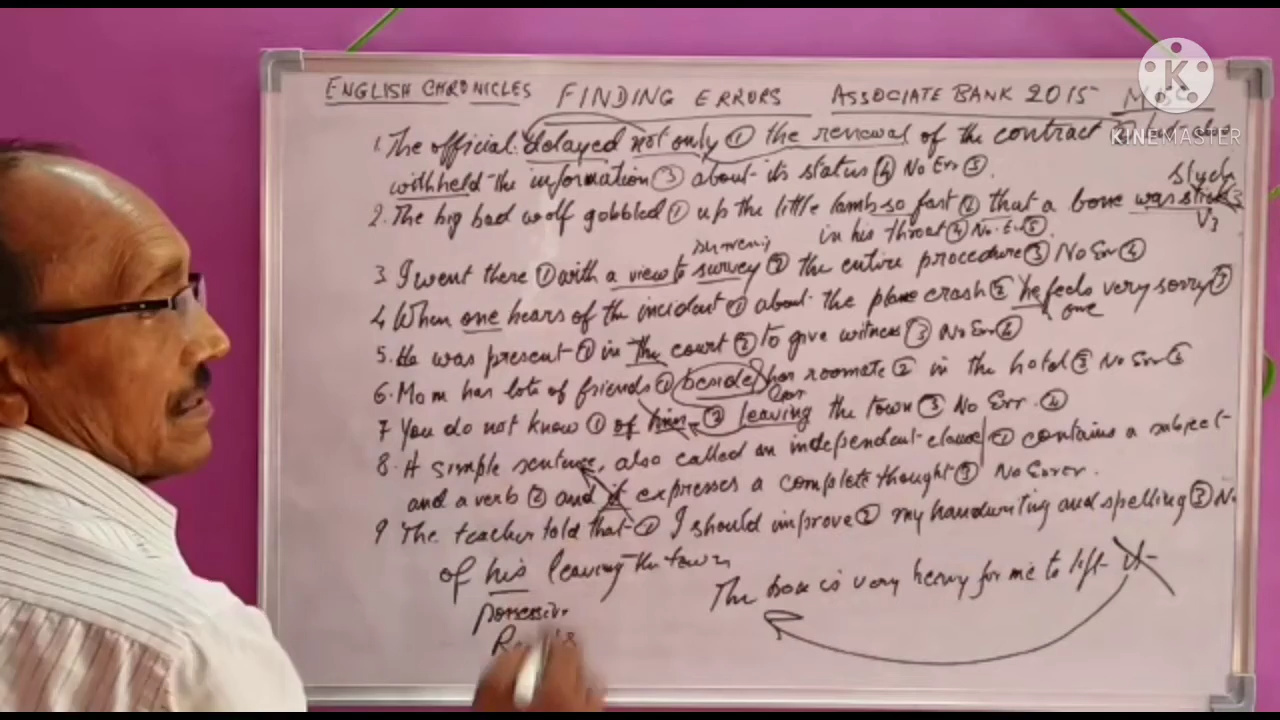 ENGLISH CHRONICLES FINDING ERRORS ASSOCIATE BANK 2015
KINEMASTER
1. The official delayed not only ① the renewal of the contract ②
withheld the information ③ about its status ④ No Err ⑤.
stuck
2. The big bad wolf gobbled ① up the little lamb so fast ② that a bone was stick ③
V3
in his throat ④ No Err ⑤.
surveying
3. I went there ① with a view to survey ② the entire procedure ③ No Err ④
4. When one hears of the incident ① about the plane crash ② he feels very sorry ③
one
5. He was present ① in the court ② to give witness ③ No Err ④
6. Mom has lots of friends ① beside her roomate ② in the hotel ③ No Err
7 You do not know ① of him ② leaving the town ③ No Err. ④
8. A simple sentence, also called an independent clause ① contains a subject
and a verb ② and it expresses a complete thought ③ No Error.
9 The teacher told that ① I should improve ② my handwriting and spelling ③ No
of his leaving the town
The box is very heavy for me to lift it
possessive